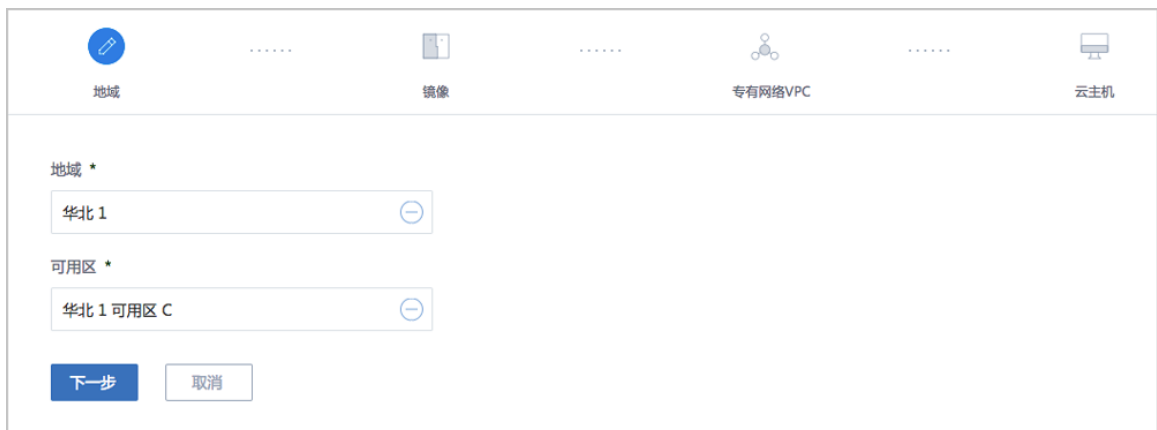 地域 镜像 专有网络VPC 云主机
地域 *
华北 1
可用区 *
华北 1 可用区 C
下一步 取消